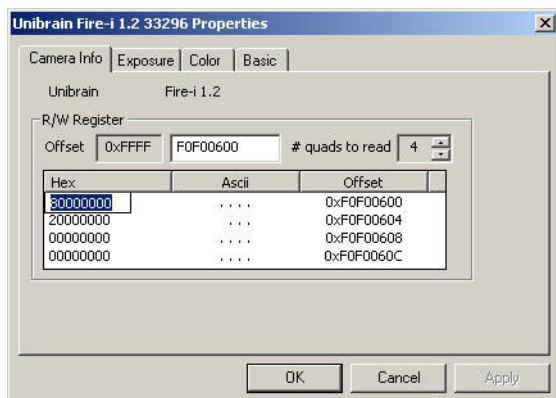 Unibrain Fire-i 1.2 33296 Properties
Camera Info Exposure Color Basic
Unibrain Fire-i 1.2
R/W Register
Offset 0xFFFF F0F00600 # quads to read 4
Hex Ascii Offset
80000000 .... 0xF0F00600
20000000 .... 0xF0F00604
00000000 .... 0xF0F00608
00000000 .... 0xF0F0060C
OK Cancel Apply